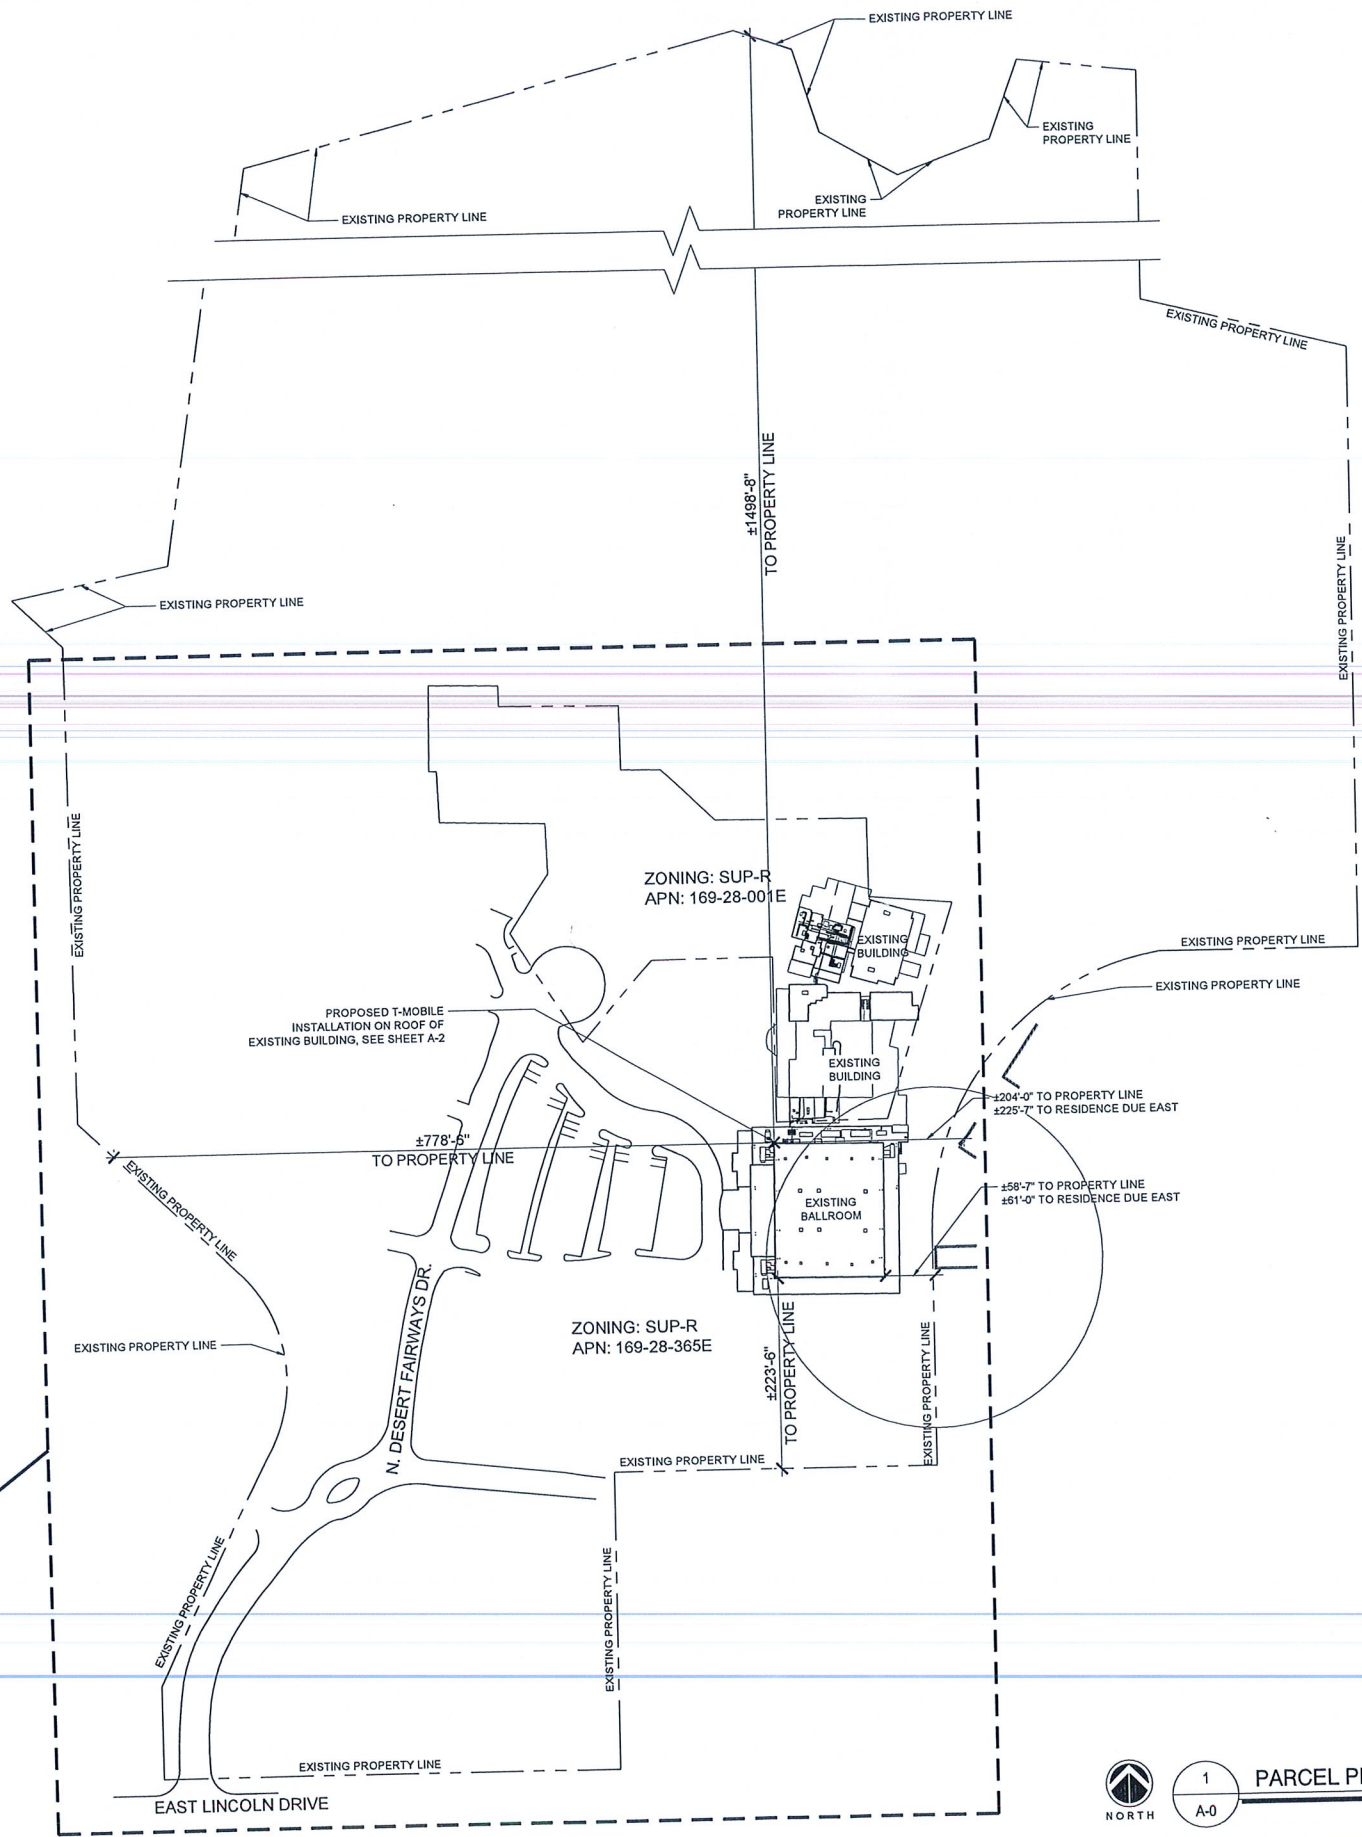 EXISTING PROPERTY LINE
EXISTING
PROPERTY LINE
EXISTING
PROPERTY LINE
EXISTING PROPERTY LINE
EXISTING PROPERTY LINE
±1498'-8"
TO PROPERTY LINE
EXISTING PROPERTY LINE
EXISTING PROPERTY LINE
EXISTING PROPERTY LINE
ZONING: SUP-R
APN: 169-28-001E
EXISTING
BUILDING
EXISTING PROPERTY LINE
EXISTING PROPERTY LINE
PROPOSED T-MOBILE
INSTALLATION ON ROOF OF
EXISTING BUILDING, SEE SHEET A-2
EXISTING
BUILDING
±204'-0" TO PROPERTY LINE
±225'-7" TO RESIDENCE DUE EAST
±778'-6"
TO PROPERTY LINE
EXISTING PROPERTY LINE
±58'-7" TO PROPERTY LINE
±61'-0" TO RESIDENCE DUE EAST
EXISTING
BALLROOM
N. DESERT FAIRWAYS DR.
ZONING: SUP-R
APN: 169-28-365E
EXISTING PROPERTY LINE
±223'-6"
TO PROPERTY LINE
EXISTING PROPERTY LINE
EXISTING PROPERTY LINE
EXISTING PROPERTY LINE
EXISTING PROPERTY LINE
EXISTING PROPERTY LINE
EAST LINCOLN DRIVE
NORTH
1
A-0
PARCEL